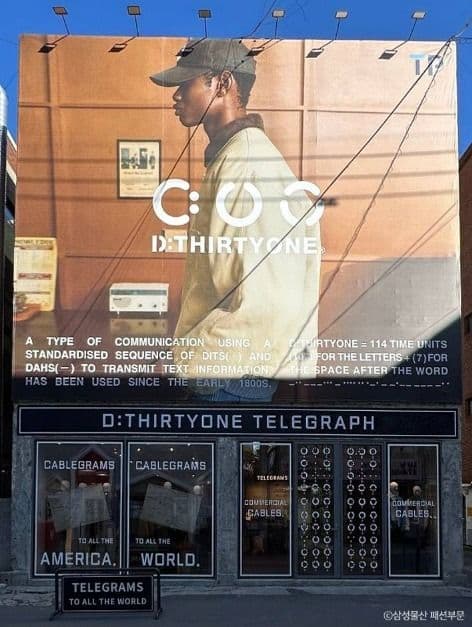 TP
D:THIRTYONE®
A TYPE OF COMMUNICATION USING A
STANDARDISED SEQUENCE OF DITS(·) AND
DAHS(—) TO TRANSMIT TEXT INFORMATION
HAS BEEN USED SINCE THE EARLY 1800S.
D:THIRTYONE = 114 TIME UNITS
FOR THE LETTERS + (7) FOR
THE SPACE AFTER THE WORD
D:THIRTYONE TELEGRAPH
CABLEGRAMS
TO ALL THE
AMERICA.
CABLEGRAMS
TO ALL THE
WORLD.
TELEGRAMS
COMMERCIAL
CABLES.
COMMERCIAL
CABLES.
TELEGRAMS
TO ALL THE WORLD
©삼성물산 패션부문